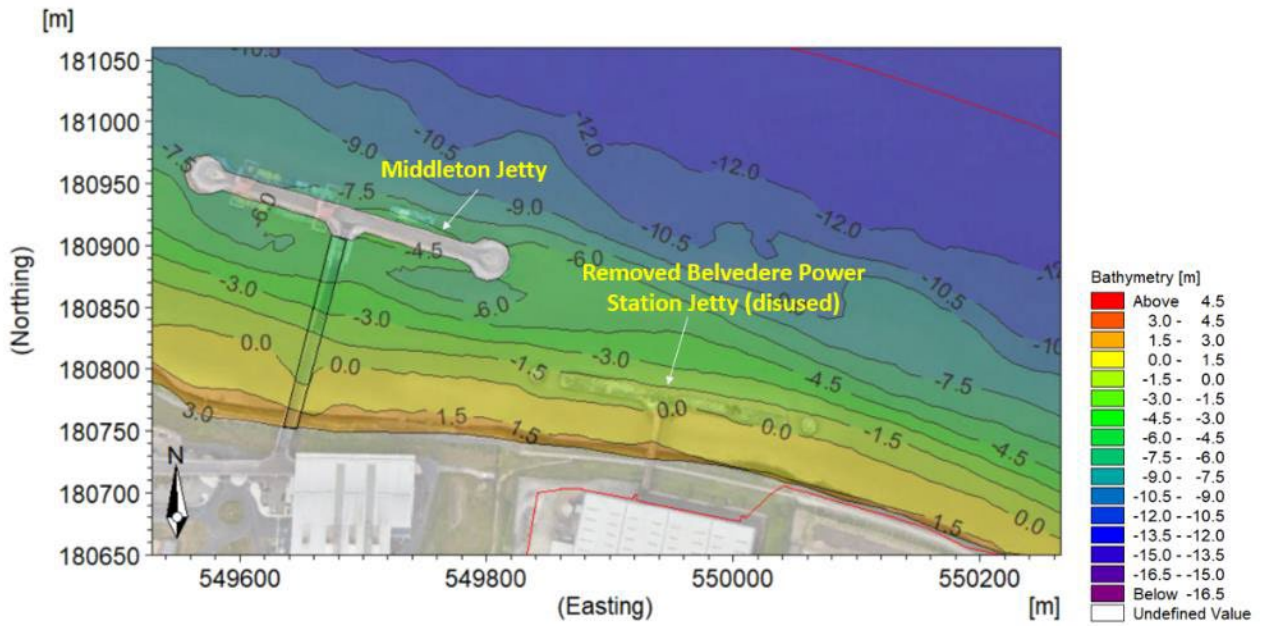 [m]
181050
181000
180950
180900
180850
180800
180750
180700
180650
(Northing)
549600
549800
550000
550200
(Easting)
[m]
-10.5
-12.0
-10.5
-12.0
-9.0
-12.0
-7.5
Middleton Jetty
-7.5
-9.0
-12.0
-6.0
-10.5
-4.5
-6.0
-12
Removed Belvedere Power
Station Jetty (disused)
-9.0
-10.5
-3.0
-6.0
-3.0
-10
0.0
0.0
-3.0
-1.5
-4.5
-7.5
3.0
1.5
1.5
0.0
0.0
-1.5
-4.5
N
1.5
0.0
Bathymetry [m]
Above 4.5
3.0 - 4.5
1.5 - 3.0
0.0 - 1.5
-1.5 - 0.0
-3.0 - -1.5
-4.5 - -3.0
-6.0 - -4.5
-7.5 - -6.0
-9.0 - -7.5
-10.5 - -9.0
-12.0 - -10.5
-13.5 - -12.0
-15.0 - -13.5
-16.5 - -15.0
Below -16.5
Undefined Value